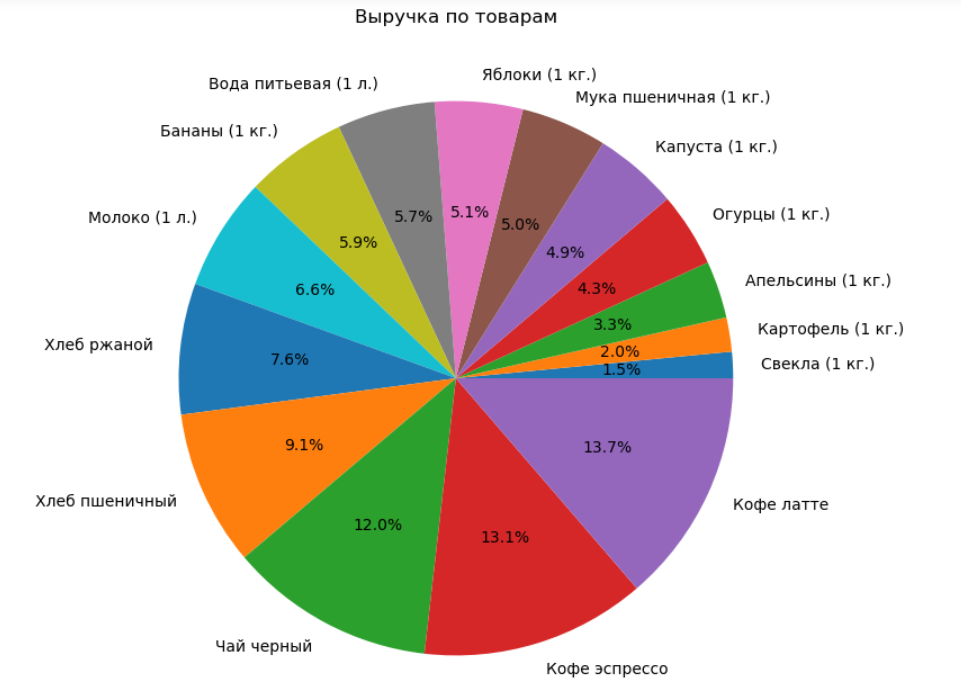 Выручка по товарам
Яблоки (1 кг.)
Вода питьевая (1 л.)
Мука пшеничная (1 кг.)
Бананы (1 кг.)
Капуста (1 кг.)
Молоко (1 л.)
Огурцы (1 кг.)
5.7%
5.1%
5.0%
5.9%
4.9%
Апельсины (1 кг.)
6.6%
4.3%
3.3%
Картофель (1 кг.)
Хлеб ржаной
7.6%
2.0%
Свекла (1 кг.)
1.5%
9.1%
13.7%
Хлеб пшеничный
Кофе латте
12.0%
13.1%
Чай черный
Кофе эспрессо